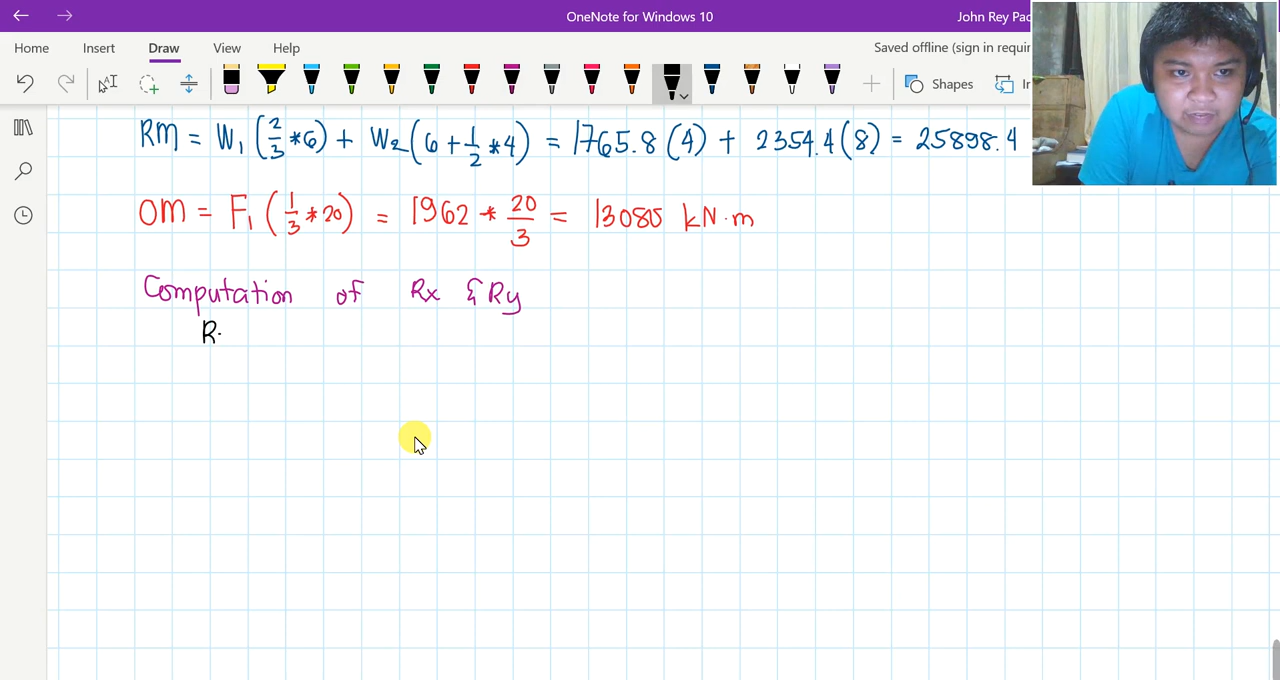 OneNote for Windows 10
John Rey Pac
Home Insert Draw View Help
Saved offline (sign in requir
Shapes In
RM = W₁ (2/3 * 6) + W₂ (6 + 1/2 * 4) = 1765.8 (4) + 2354.4 (8) = 25898.4
OM = F₁ (1/3 * 20) = 1962 * 20/3 = 13080 kN·m
Computation of Rx & Ry
R